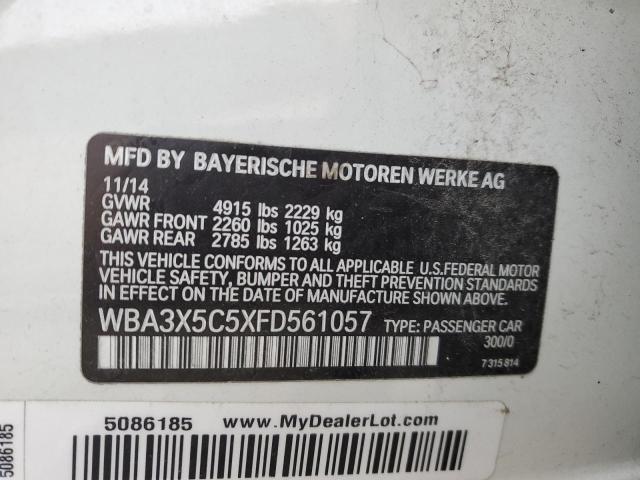 MFD BY BAYERISCHE MOTOREN WERKE AG
11/14
GVWR 4915 lbs 2229 kg
GAWR FRONT 2260 lbs 1025 kg
GAWR REAR 2785 lbs 1263 kg
THIS VEHICLE CONFORMS TO ALL APPLICABLE U.S.FEDERAL MOTOR
VEHICLE SAFETY, BUMPER AND THEFT PREVENTION STANDARDS
IN EFFECT ON THE DATE OF MANUFACTURE SHOWN ABOVE.
WBA3X5C5XFD561057 TYPE: PASSENGER CAR
300/0
7 315 814
5086185 www.MyDealerLot.com
5086185